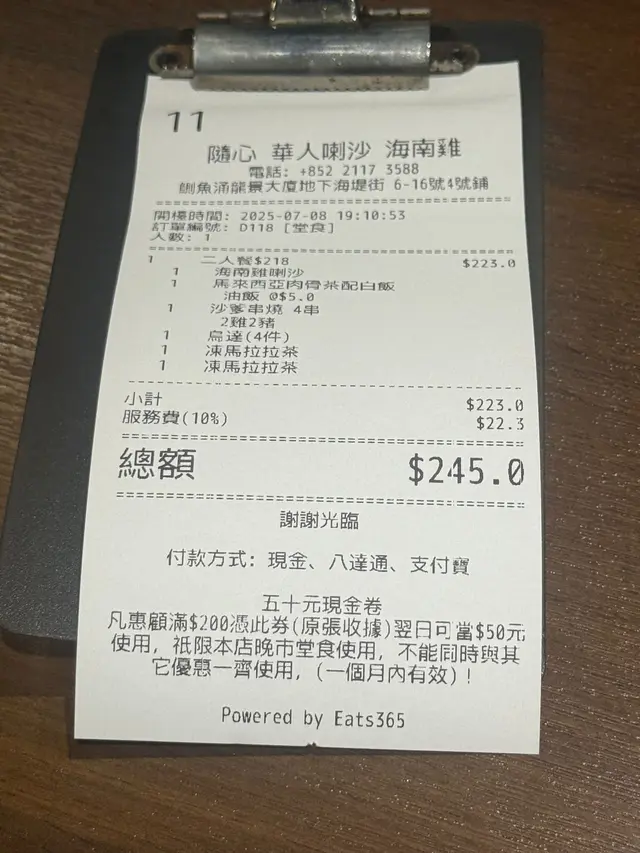 11
隨心 華人喇沙 海南雞
電話: +852 2117 3588
鰂魚涌龍景大廈地下海堤街 6-16號4號鋪
開檯時間: 2025-07-08 19:10:53
訂單編號: D118 [堂食]
人數: 1
1 二人餐$218 $223.0
1 海南雞喇沙
1 馬來西亞肉骨茶配白飯
油飯 @$5.0
1 沙爹串燒 4串
2雞2豬
1 烏達(4件)
1 凍馬拉拉茶
1 凍馬拉拉茶
小計 $223.0
服務費(10%) $22.3
總額 $245.0
謝謝光臨
付款方式: 現金、八達通、支付寶
五十元現金卷
凡惠顧滿$200憑此券(原張收據)翌日可當$50元
使用, 祇限本店晚市堂食使用, 不能同時與其
它優惠一齊使用, (一個月內有效)!
Powered by Eats365